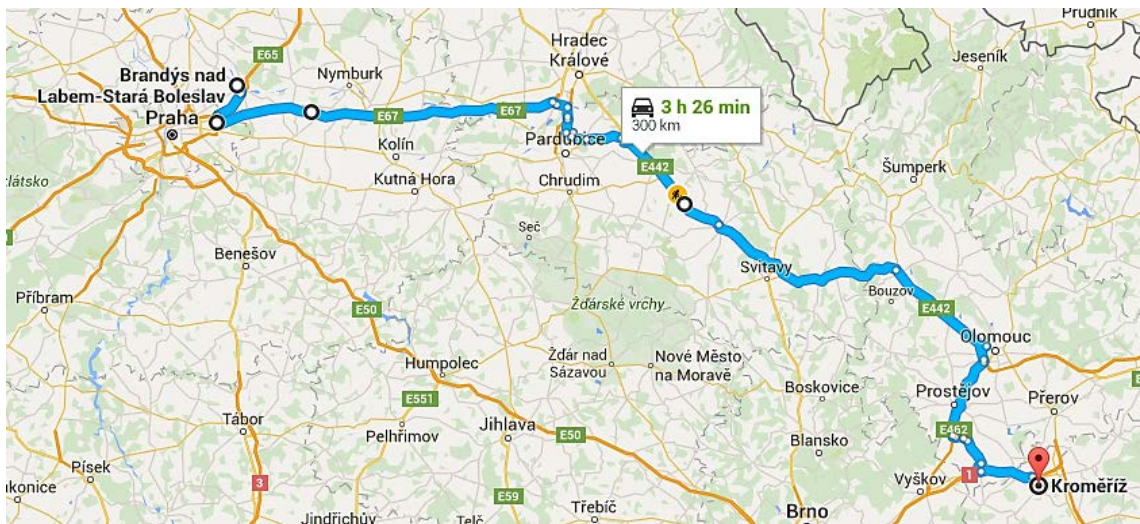 Prudník
Hradec
Králové
Jeseník
E65
Brandýs nad
Labem-Stará Boleslav
Praha
Nymburk
E67
E67
3 h 26 min
300 km
Kolín
Pardubice
E442
Kutná Hora
Chrudim
Šumperk
Seč
Benešov
Svitavy
Bouzov
Příbram
E50
Žďárské vrchy
E442
Olomouc
Humpolec
Žďár nad
Sázavou
Nové Město
na Moravě
Boskovice
Prostějov
Přerov
E551
Tábor
Pelhřimov
Jihlava
E50
E462
Blansko
Písek
3
E59
Třebíč
Vyškov
1
Kroměříž
Brno